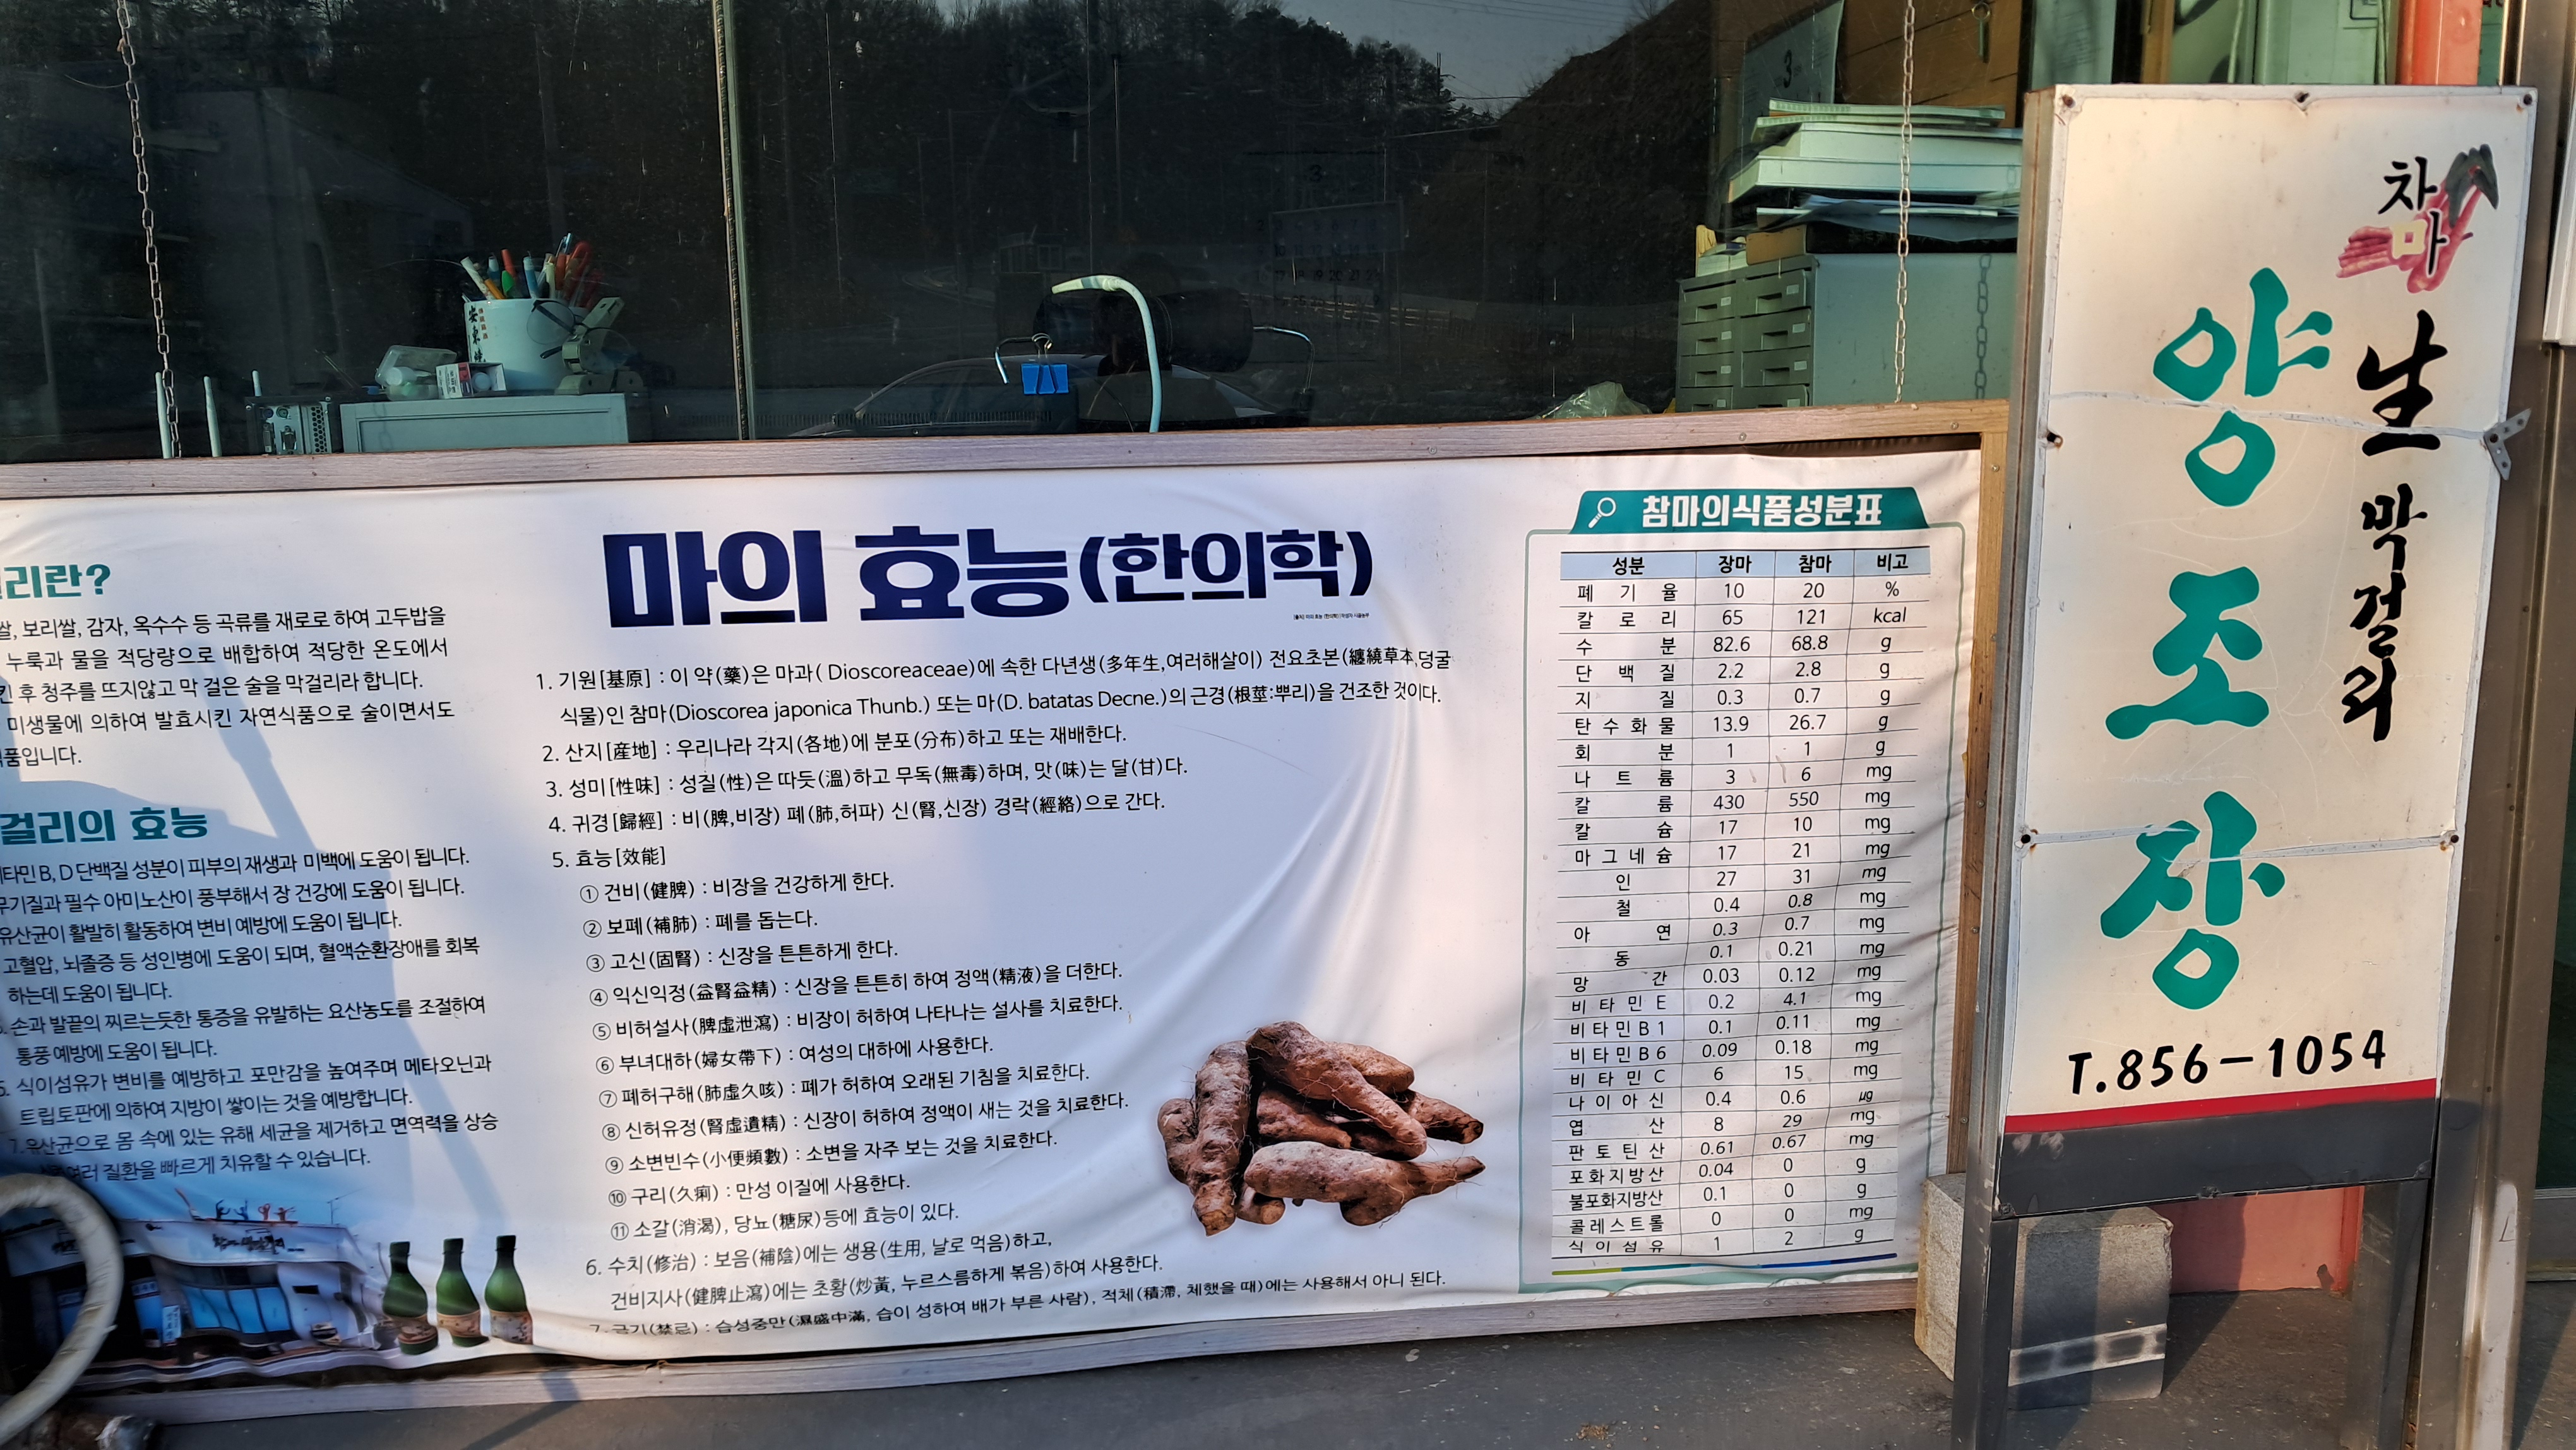 리란?
쌀, 보리쌀, 감자, 옥수수 등 곡류를 재로로 하여 고두밥을
누룩과 물을 적당량으로 배합하여 적당한 온도에서
킨 후 청주를 뜨지않고 막 걸은 술을 막걸리라 합니다.
미생물에 의하여 발효시킨 자연식품으로 술이면서도
품입니다.
걸리의 효능
비타민 B, D 단백질 성분이 피부의 재생과 미백에 도움이 됩니다.
무기질과 필수 아미노산이 풍부해서 장 건강에 도움이 됩니다.
유산균이 활발히 활동하여 변비 예방에 도움이 됩니다.
고혈압, 뇌졸증 등 성인병에 도움이 되며, 혈액순환장애를 회복
하는데 도움이 됩니다.
손과 발끝의 찌르는듯한 통증을 유발하는 요산농도를 조절하여
통풍 예방에 도움이 됩니다.
6. 식이섬유가 변비를 예방하고 포만감을 높여주며 메타오닌과
트립토판에 의하여 지방이 쌓이는 것을 예방합니다.
7. 유산균으로 몸 속에 있는 유해 세균을 제거하고 면역력을 상승
여러 질환을 빠르게 치유할 수 있습니다.
마의 효능(한의학)
1. 기원[基原] : 이 약(藥)은 마과( Dioscoreaceae)에 속한 다년생(多年生,여러해살이) 전요초본(纏繞草本,덩굴
식물)인 참마(Dioscorea japonica Thunb.) 또는 마(D. batatas Decne.)의 근경(根莖:뿌리)을 건조한 것이다.
2. 산지[産地] : 우리나라 각지(各地)에 분포(分布)하고 또는 재배한다.
3. 성미[性味] : 성질(性)은 따듯(溫)하고 무독(無毒)하며, 맛(味)는 달(甘)다.
4. 귀경[歸經] : 비(脾,비장) 폐(肺,허파) 신(腎,신장) 경락(經絡)으로 간다.
5. 효능[效能]
① 건비(健脾) : 비장을 건강하게 한다.
② 보폐(補肺) : 폐를 돕는다.
③ 고신(固腎) : 신장을 튼튼하게 한다.
④ 익신익정(益腎益精) : 신장을 튼튼히 하여 정액(精液)을 더한다.
⑤ 비허설사(脾虛泄瀉) : 비장이 허하여 나타나는 설사를 치료한다.
⑥ 부녀대하(婦女帶下) : 여성의 대하에 사용한다.
⑦ 폐허구해(肺虛久咳) : 폐가 허하여 오래된 기침을 치료한다.
⑧ 신허유정(腎虛遺精) : 신장이 허하여 정액이 새는 것을 치료한다.
⑨ 소변빈수(小便頻數) : 소변을 자주 보는 것을 치료한다.
⑩ 구리(久痢) : 만성 이질에 사용한다.
⑪ 소갈(消渴), 당뇨(糖尿)등에 효능이 있다.
6. 수치(修治) : 보음(補陰)에는 생용(生用, 날로 먹음)하고,
건비지사(健脾止瀉)에는 초황(炒黃, 누르스름하게 볶음)하여 사용한다.
7. 금기(禁忌) : 습성중만(濕盛中滿, 습이 성하여 배가 부른 사람), 적체(積滯, 체했을 때)에는 사용해서 아니 된다.
참마의식품성분표
성분 장마 참마 비고
폐기율 10 20 %
칼로리 65 121 kcal
수분 82.6 68.8 g
단백질 2.2 2.8 g
지질 0.3 0.7 g
탄수화물 13.9 26.7 g
회분 1 1 g
나트륨 3 6 mg
칼륨 430 550 mg
칼슘 17 10 mg
마그네슘 17 21 mg
인 27 31 mg
철 0.4 0.8 mg
아연 0.3 0.7 mg
동 0.1 0.21 mg
망간 0.03 0.12 mg
비타민E 0.2 4.1 mg
비타민B1 0.1 0.11 mg
비타민B6 0.09 0.18 mg
비타민C 6 15 mg
나이아신 0.4 0.6 ㎍
엽산 8 29 mg
판토틴산 0.61 0.67 mg
포화지방산 0.04 0 g
불포화지방산 0.1 0 g
콜레스트롤 0 0 mg
식이섬유 1 2 g
차마
生막걸리
양조장
T.856-1054